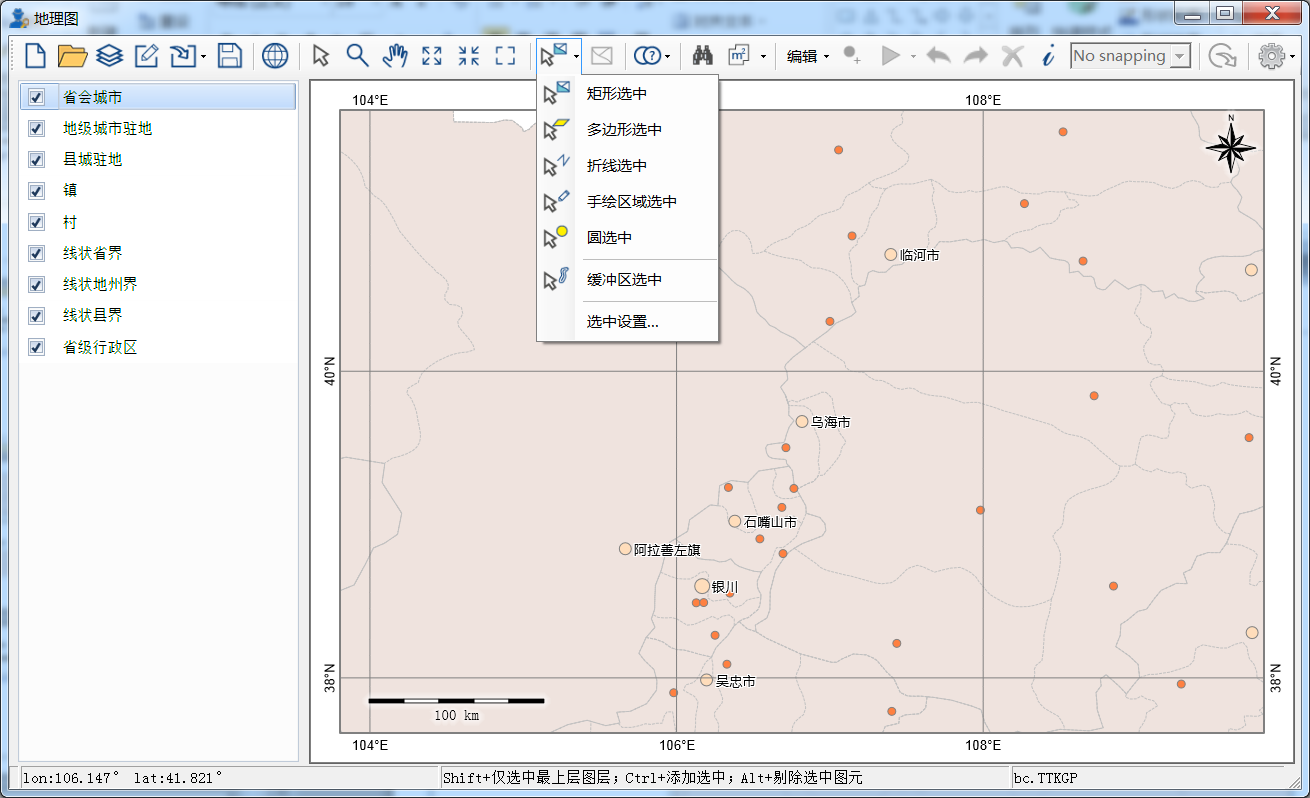 地理图
编辑
No snapping
省会城市
地级城市驻地
县城驻地
镇
村
线状省界
线状地州界
线状县界
省级行政区
矩形选中
多边形选中
折线选中
手绘区域选中
圆选中
缓冲区选中
选中设置...
104°E
108°E
N
临河市
40°N
40°N
乌海市
石嘴山市
阿拉善左旗
银川
吴忠市
38°N
38°N
100 km
104°E
106°E
108°E
lon:106.147° lat:41.821°
Shift+仅选中最上层图层；Ctrl+添加选中；Alt+剔除选中图元
bc.TTKGP